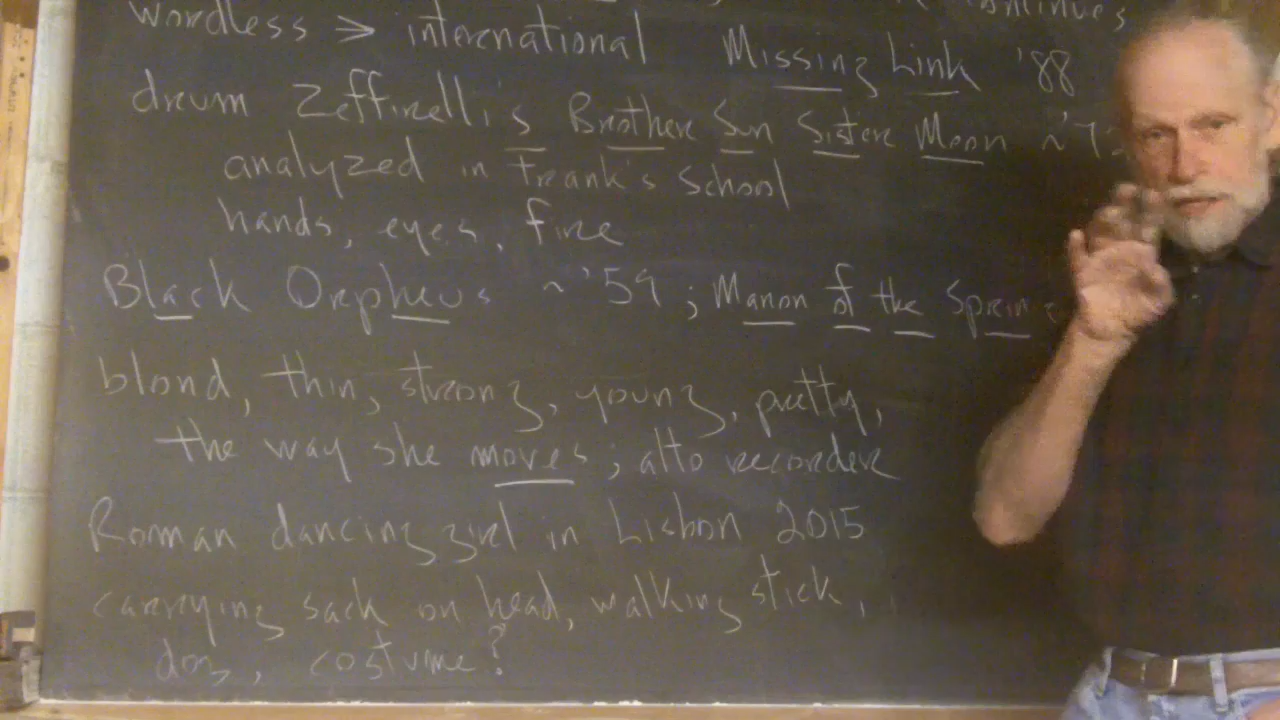 continues
wordless > international Missing Link '88
dream Zeffirelli's Brother Sun Sister Moon ~'7
analyzed in Frank's School
hands, eyes, fire
Black Orpheus ~'59; Manon of the Spring
blond, thin, strong, young, pretty,
the way she moves; alto recorder
Roman dancing girl in Lisbon 2015
carrying sack on head, walking stick,
dog, costume?